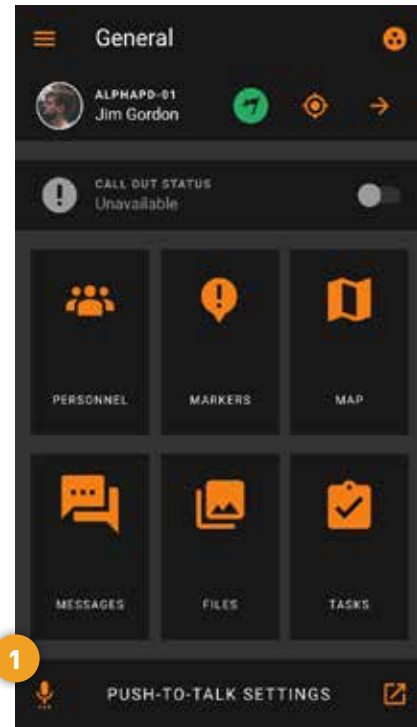 General
ALPHAPD-01
Jim Gordon
CALL OUT STATUS
Unavailable
PERSONNEL MARKERS MAP
MESSAGES FILES TASKS
1
PUSH-TO-TALK SETTINGS